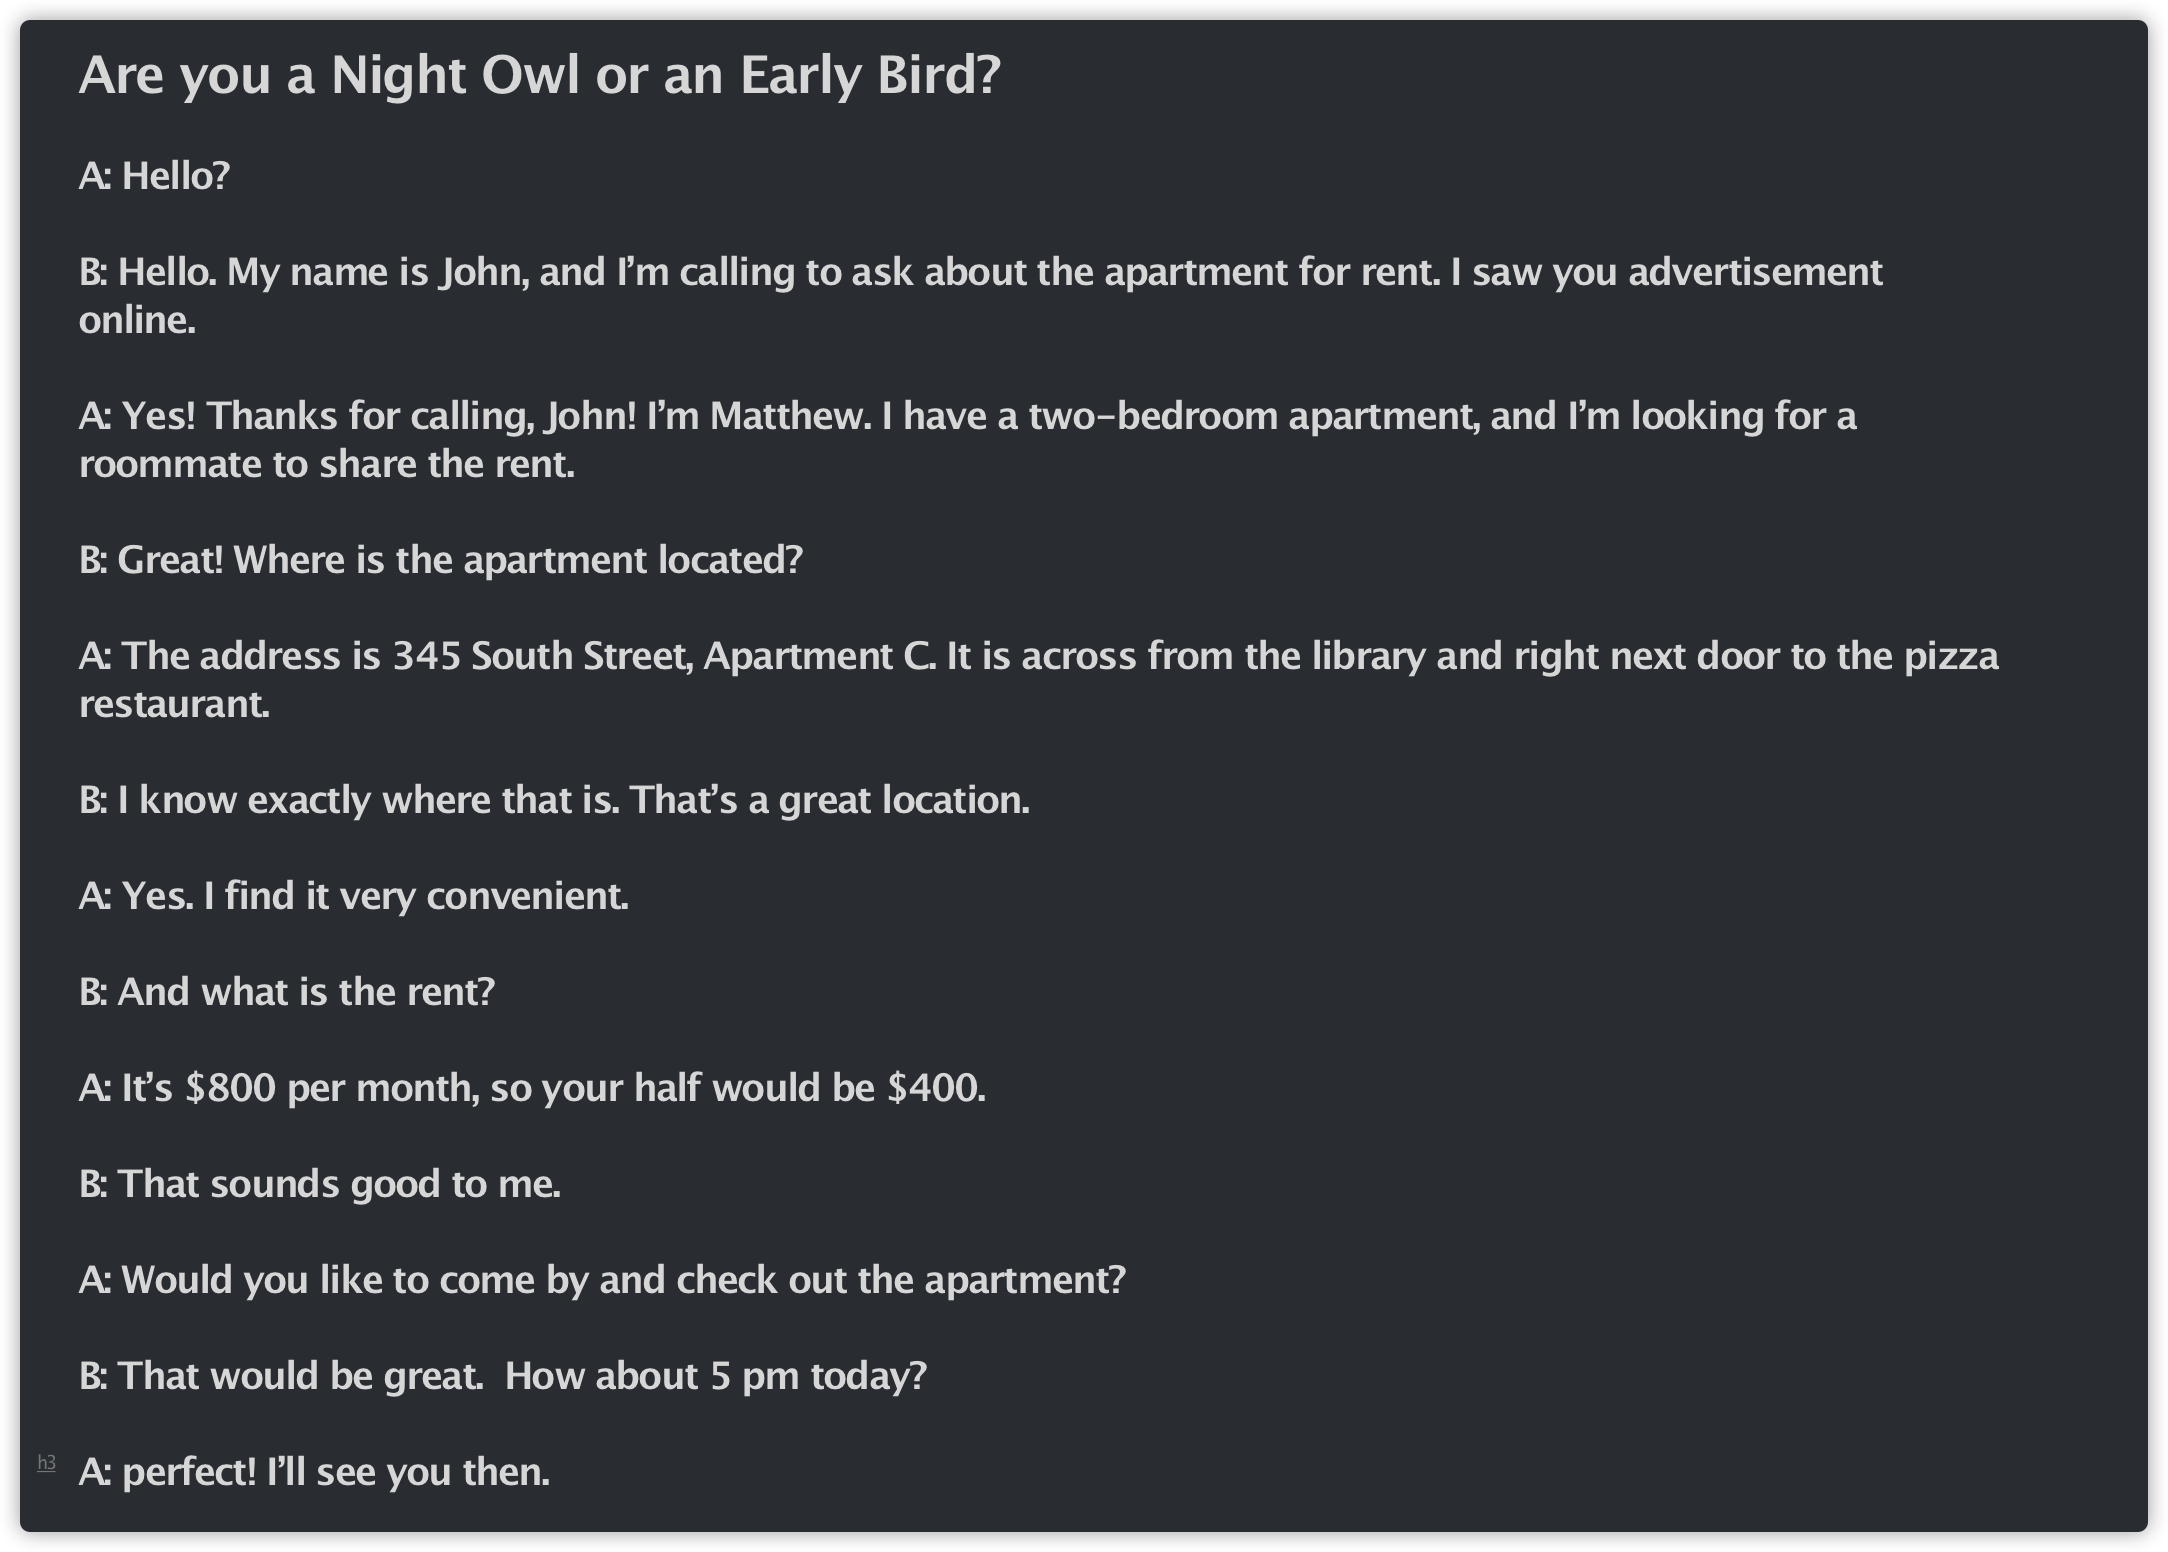 Are you a Night Owl or an Early Bird?
A: Hello?
B: Hello. My name is John, and I’m calling to ask about the apartment for rent. I saw you advertisement
online.
A: Yes! Thanks for calling, John! I’m Matthew. I have a two-bedroom apartment, and I’m looking for a
roommate to share the rent.
B: Great! Where is the apartment located?
A: The address is 345 South Street, Apartment C. It is across from the library and right next door to the pizza
restaurant.
B: I know exactly where that is. That’s a great location.
A: Yes. I find it very convenient.
B: And what is the rent?
A: It’s $800 per month, so your half would be $400.
B: That sounds good to me.
A: Would you like to come by and check out the apartment?
B: That would be great.  How about 5 pm today?
h3 A: perfect! I’ll see you then.